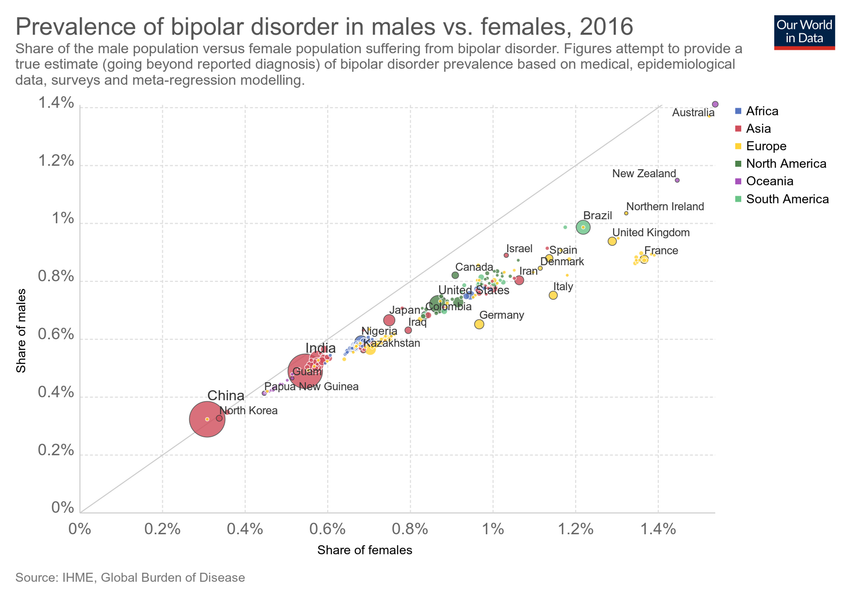 Prevalence of bipolar disorder in males vs. females, 2016
Our World
in Data
Share of the male population versus female population suffering from bipolar disorder. Figures attempt to provide a
true estimate (going beyond reported diagnosis) of bipolar disorder prevalence based on medical, epidemiological
data, surveys and meta-regression modelling.
1.4%
1.2%
1%
0.8%
0.6%
0.4%
0.2%
0%
Share of males
Australia
New Zealand
Northern Ireland
Brazil
United Kingdom
France
Israel
Spain
Denmark
Canada
Iran
Italy
United States
Colombia
Japan
Germany
Iraq
Nigeria
Kazakhstan
India
Guam
Papua New Guinea
China
North Korea
0%
0.2%
0.4%
0.6%
0.8%
1%
1.2%
1.4%
Share of females
Africa
Asia
Europe
North America
Oceania
South America
Source: IHME, Global Burden of Disease